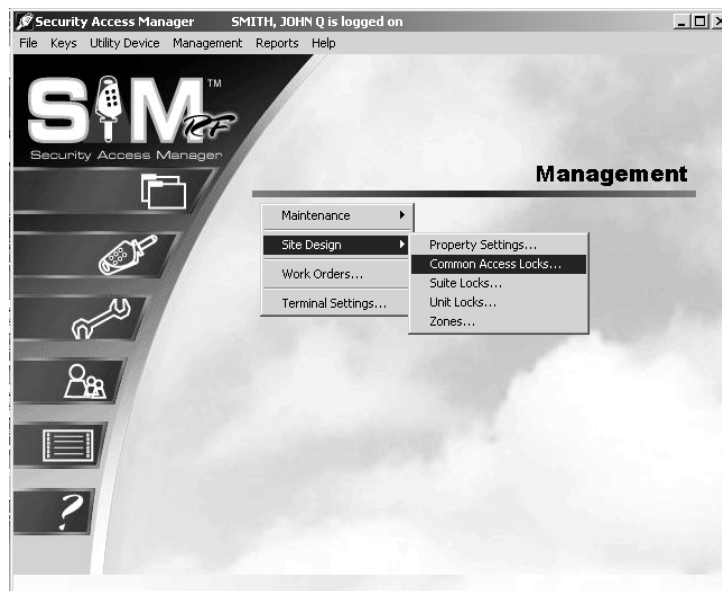 Security Access Manager SMITH, JOHN Q is logged on
File Keys Utility Device Management Reports Help
SAM TM
RF
Security Access Manager
Management
Maintenance
Site Design
Work Orders...
Terminal Settings...
Property Settings...
Common Access Locks...
Suite Locks...
Unit Locks...
Zones...
?